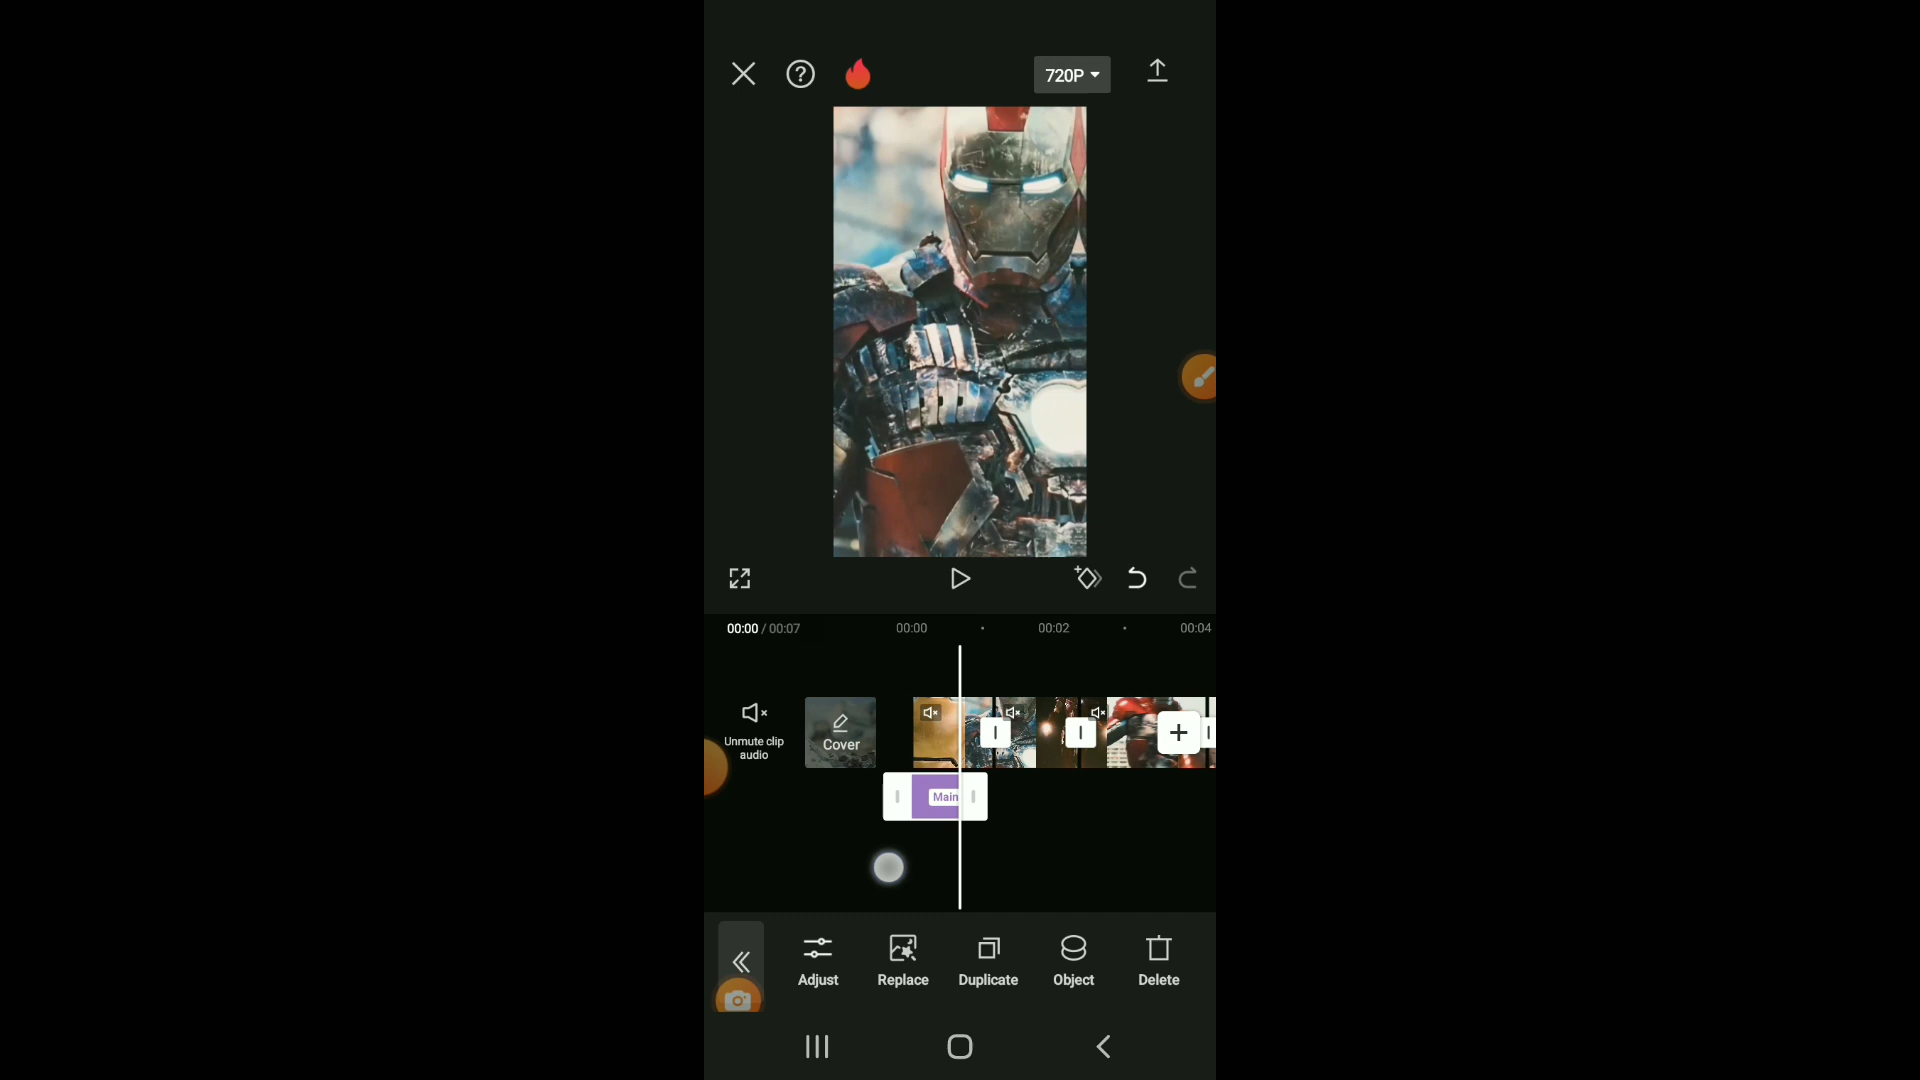 720P
00:00 / 00:07
00:00
00:02
00:04
Unmute clip
audio
Cover
Main
Adjust
Replace
Duplicate
Object
Delete